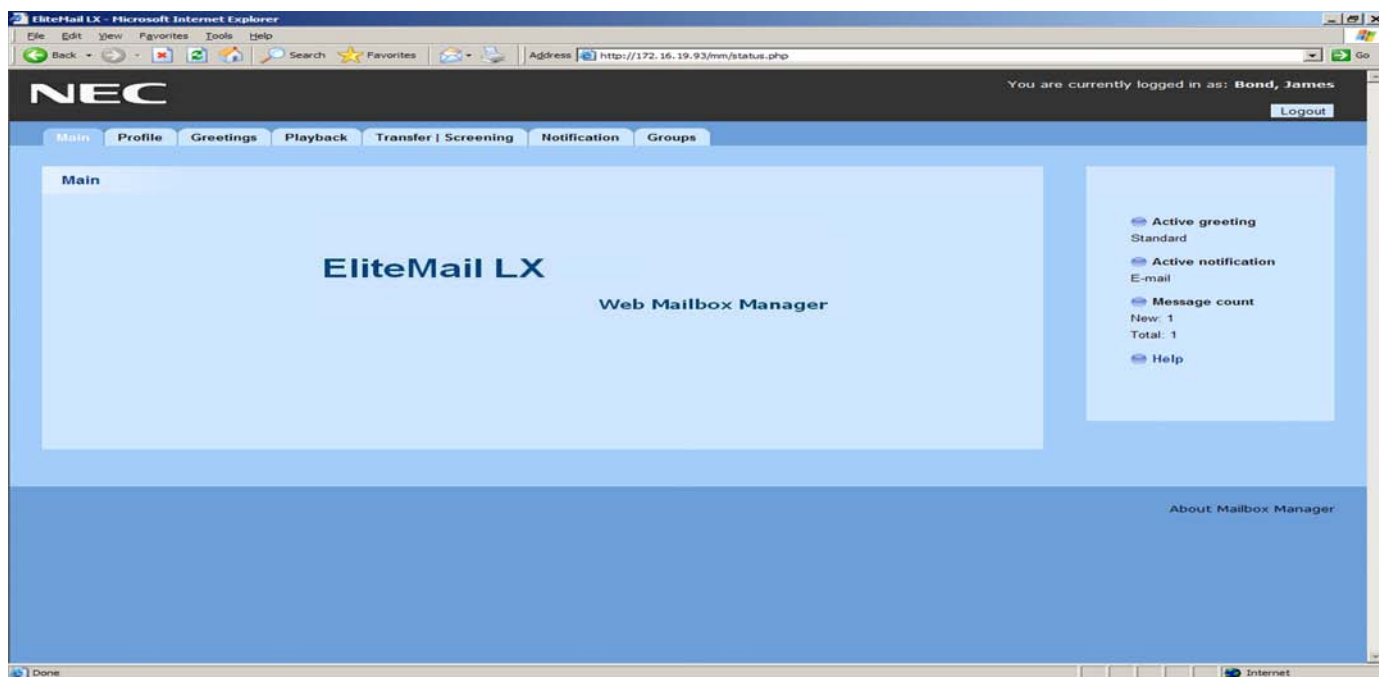 EliteMail LX - Microsoft Internet Explorer
File Edit View Favorites Tools Help
Back Search Favorites Address http://172.16.19.93/mm/status.php Go
NEC
You are currently logged in as: Bond, James
Logout
Main Profile Greetings Playback Transfer | Screening Notification Groups
Main
EliteMail LX
Web Mailbox Manager
Active greeting
Standard
Active notification
E-mail
Message count
New: 1
Total: 1
Help
About Mailbox Manager
Done Internet